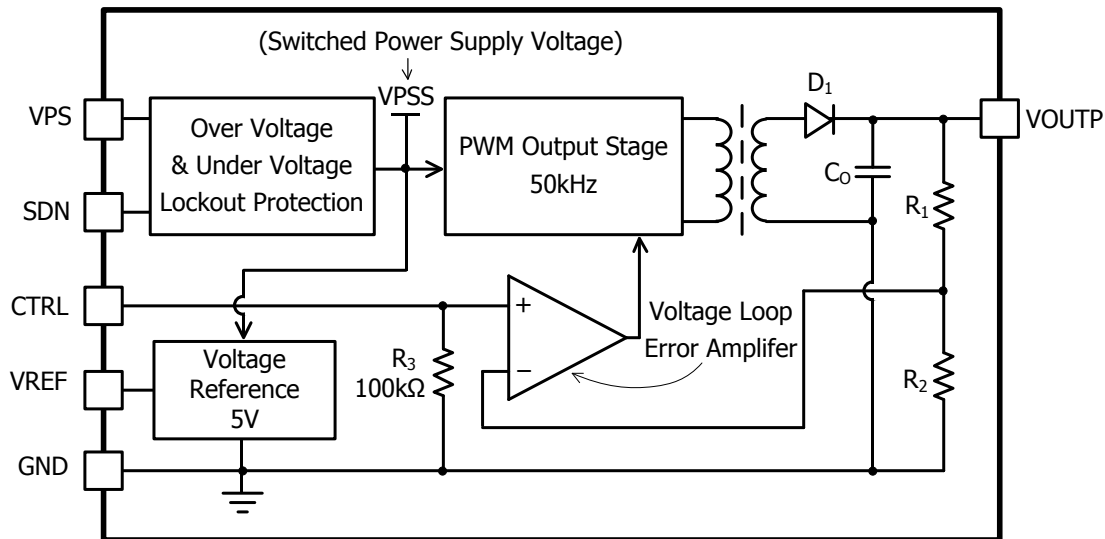 (Switched Power Supply Voltage)
VPSS
D1
VPS
VOUTP
Over Voltage
& Under Voltage
Lockout Protection
PWM Output Stage
50kHz
CO
R1
SDN
CTRL
+
Voltage Loop
Error Amplifer
R3
100kΩ
−
R2
VREF
Voltage
Reference
5V
GND